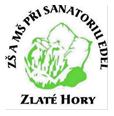 ZŠ A MŠ PŘI SANATORIU EDEL
ZLATÉ HORY